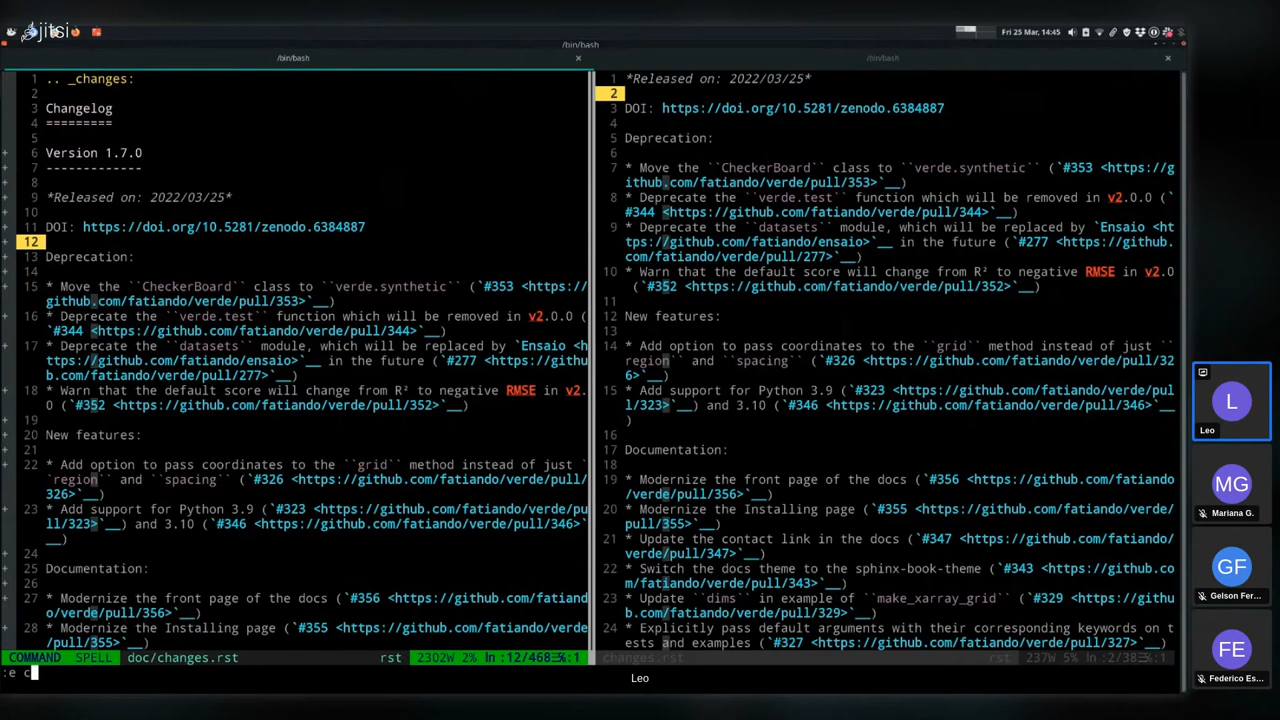 jitsi
Fri 25 Mar, 14:45
/bin/bash
/bin/bash
/bin/bash
1 .. _changes:
2
3 Changelog
4 =========
5
6 Version 1.7.0
7 -------------
8
9 *Released on: 2022/03/25*
10
11 DOI: https://doi.org/10.5281/zenodo.6384887
12
13 Deprecation:
14
15 * Move the ``CheckerBoard`` class to ``verde.synthetic`` (`#353 <https://
github.com/fatiando/verde/pull/353>`__)
16 * Deprecate the ``verde.test`` function which will be removed in v2.0.0 (
`#344 <https://github.com/fatiando/verde/pull/344>`__)
17 * Deprecate the ``datasets`` module, which will be replaced by `Ensaio <h
ttps://github.com/fatiando/ensaio>`__ in the future (`#277 <https://githu
b.com/fatiando/verde/pull/277>`__)
18 * Warn that the default score will change from R² to negative RMSE in v2.
0 (`#352 <https://github.com/fatiando/verde/pull/352>`__)
19
20 New features:
21
22 * Add option to pass coordinates to the ``grid`` method instead of just `
`region`` and ``spacing`` (`#326 <https://github.com/fatiando/verde/pull/
326>`__)
23 * Add support for Python 3.9 (`#323 <https://github.com/fatiando/verde/pu
ll/323>`__) and 3.10 (`#346 <https://github.com/fatiando/verde/pull/346>`
__)
24
25 Documentation:
26
27 * Modernize the front page of the docs (`#356 <https://github.com/fatiand
o/verde/pull/356>`__)
28 * Modernize the Installing page (`#355 <https://github.com/fatiando/verde
/pull/355>`__)
COMMAND SPELL doc/changes.rst rst 2302W 2% ln :12/468☰%:1
:e c
1 *Released on: 2022/03/25*
2
3 DOI: https://doi.org/10.5281/zenodo.6384887
4
5 Deprecation:
6
7 * Move the ``CheckerBoard`` class to ``verde.synthetic`` (`#353 <https://g
ithub.com/fatiando/verde/pull/353>`__)
8 * Deprecate the ``verde.test`` function which will be removed in v2.0.0 (`
#344 <https://github.com/fatiando/verde/pull/344>`__)
9 * Deprecate the ``datasets`` module, which will be replaced by `Ensaio <ht
tps://github.com/fatiando/ensaio>`__ in the future (`#277 <https://github.
com/fatiando/verde/pull/277>`__)
10 * Warn that the default score will change from R² to negative RMSE in v2.0
(`#352 <https://github.com/fatiando/verde/pull/352>`__)
11
12 New features:
13
14 * Add option to pass coordinates to the ``grid`` method instead of just ``
region`` and ``spacing`` (`#326 <https://github.com/fatiando/verde/pull/32
6>`__)
15 * Add support for Python 3.9 (`#323 <https://github.com/fatiando/verde/pul
l/323>`__) and 3.10 (`#346 <https://github.com/fatiando/verde/pull/346>`__
)
16
17 Documentation:
18
19 * Modernize the front page of the docs (`#356 <https://github.com/fatiando
/verde/pull/356>`__)
20 * Modernize the Installing page (`#355 <https://github.com/fatiando/verde/
pull/355>`__)
21 * Update the contact link in the docs (`#347 <https://github.com/fatiando/
verde/pull/347>`__)
22 * Switch the docs theme to the sphinx-book-theme (`#343 <https://github.co
m/fatiando/verde/pull/343>`__)
23 * Update ``dims`` in example of ``make_xarray_grid`` (`#329 <https://githu
b.com/fatiando/verde/pull/329>`__)
24 * Explicitly pass default arguments with their corresponding keywords on t
ests and examples (`#327 <https://github.com/fatiando/verde/pull/327>`__)
changes.rst rst 237W 5% ln :2/38☰%:1
Leo
L
Leo
MG
Mariana G.
GF
Gelson Fer...
FE
Federico Es...